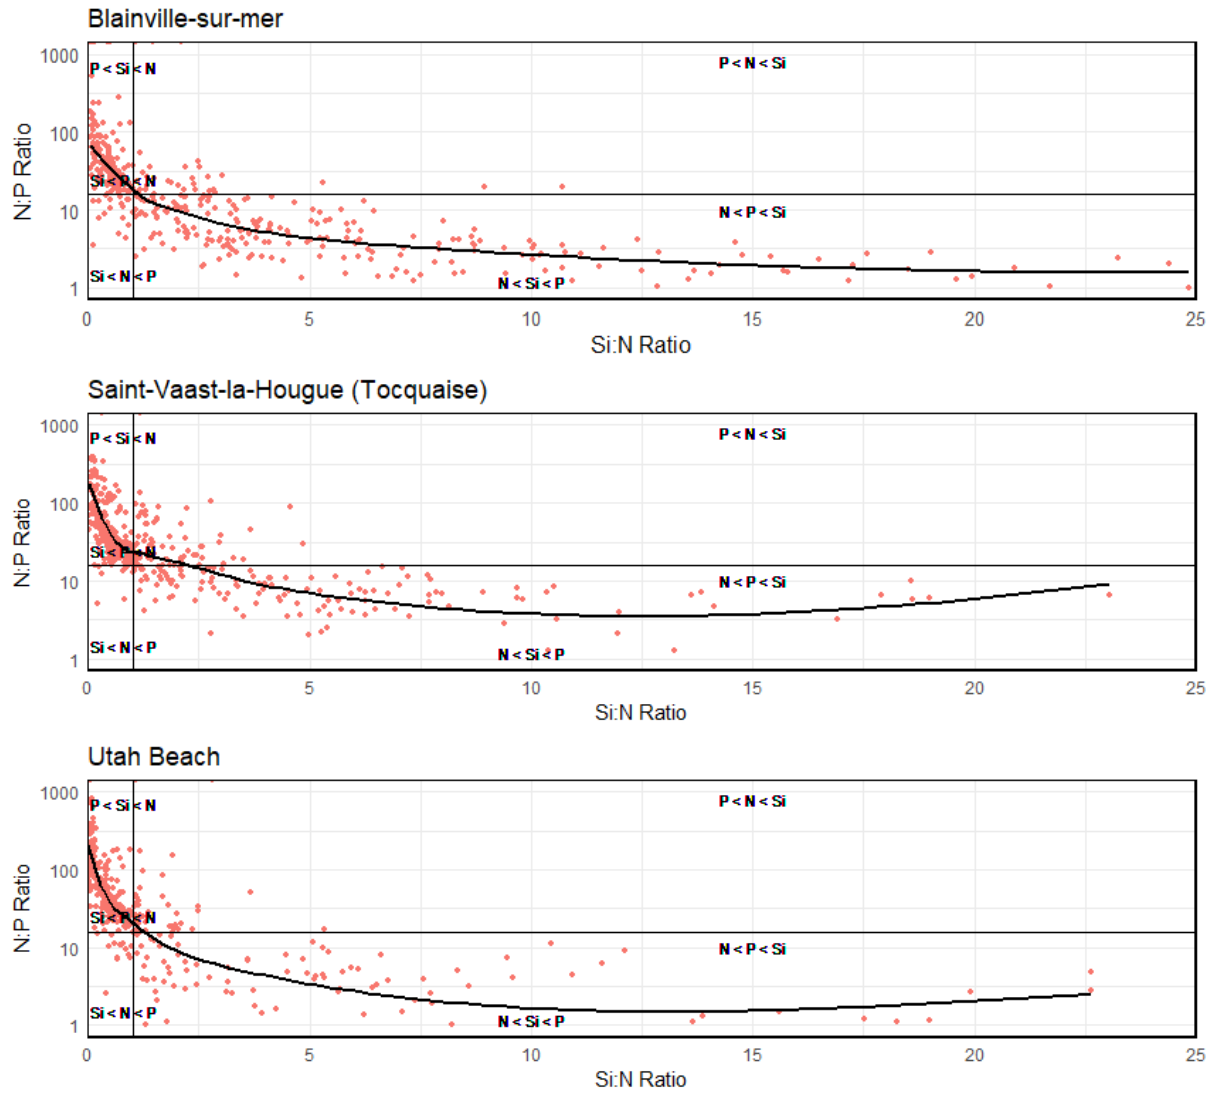 Blainville-sur-mer
1000
P < Si < N
P < N < Si
100
N:P Ratio
Si < P < N
10
N < P < Si
Si < N < P
N < Si < P
1
0 5 10 15 20 25
Si:N Ratio
Saint-Vaast-la-Hougue (Tocquaise)
1000
P < Si < N
P < N < Si
100
N:P Ratio
Si < P < N
10
N < P < Si
Si < N < P
N < Si < P
1
0 5 10 15 20 25
Si:N Ratio
Utah Beach
1000
P < Si < N
P < N < Si
100
N:P Ratio
Si < P < N
10
N < P < Si
Si < N < P
N < Si < P
1
0 5 10 15 20 25
Si:N Ratio